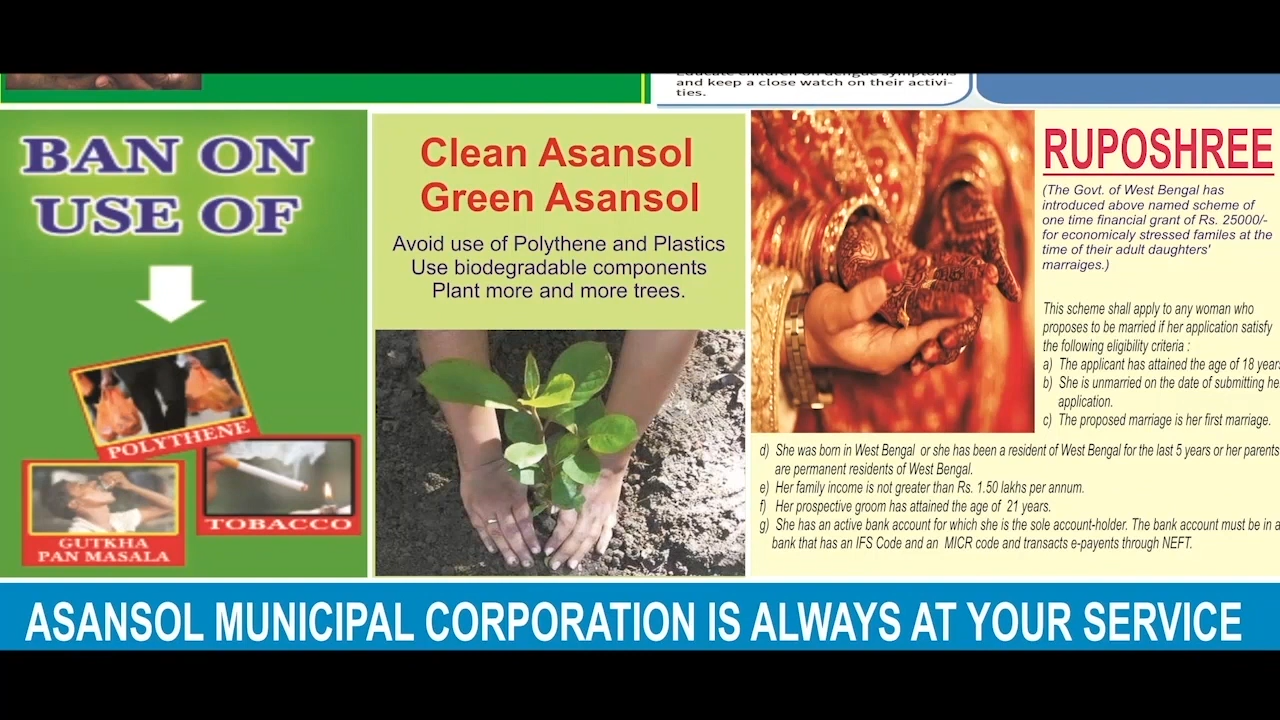 Educate children on dengue symptoms
and keep a close watch on their activi-
ties.
BAN ON
USE OF
POLYTHENE
TOBACCO
GUTKHA
PAN MASALA
Clean Asansol
Green Asansol
Avoid use of Polythene and Plastics
Use biodegradable components
Plant more and more trees.
RUPOSHREE
(The Govt. of West Bengal has
introduced above named scheme of
one time financial grant of Rs. 25000/-
for economicaly stressed familes at the
time of their adult daughters'
marraiges.)
This scheme shall apply to any woman who
proposes to be married if her application satisfy
the following eligibility criteria :
a) The applicant has attained the age of 18 years
b) She is unmarried on the date of submitting he
application.
c) The proposed marriage is her first marriage.
d) She was born in West Bengal or she has been a resident of West Bengal for the last 5 years or her parents
are permanent residents of West Bengal.
e) Her family income is not greater than Rs. 1.50 lakhs per annum.
f) Her prospective groom has attained the age of 21 years.
g) She has an active bank account for which she is the sole account-holder. The bank account must be in a
bank that has an IFS Code and an MICR code and transacts e-payents through NEFT.
ASANSOL MUNICIPAL CORPORATION IS ALWAYS AT YOUR SERVICE